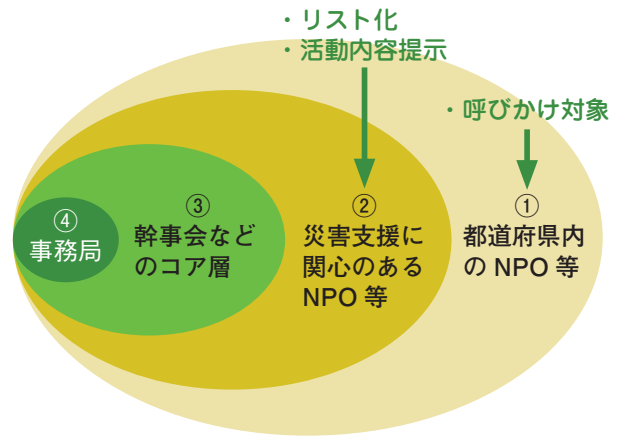 ・リスト化
・活動内容提示
・呼びかけ対象
④
事務局
③
幹事会など
のコア層
②
災害支援に
関心のある
NPO 等
①
都道府県内
の NPO 等